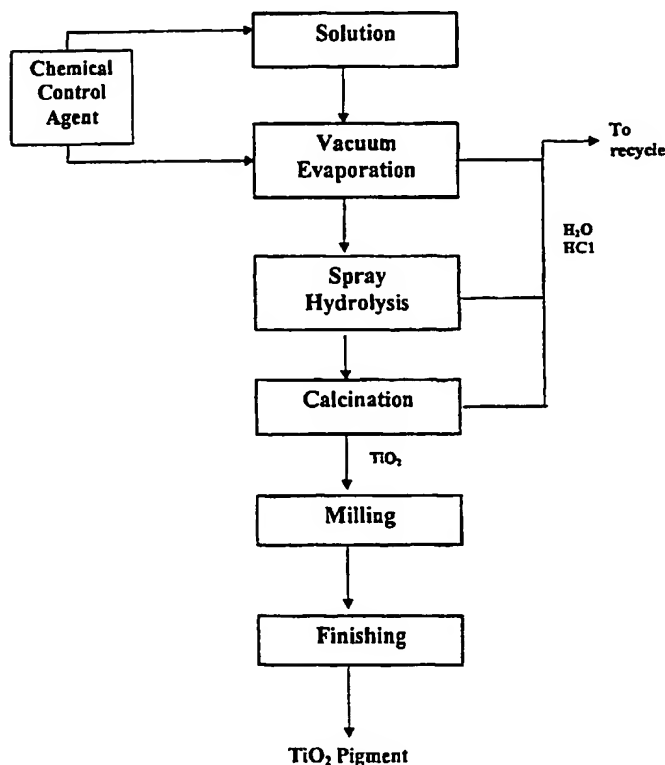 Solution
Chemical
Control
Agent
Vacuum
Evaporation
To
recycle
H₂O
HCl
Spray
Hydrolysis
Calcination
TiO₂
Milling
Finishing
TiO₂ Pigment